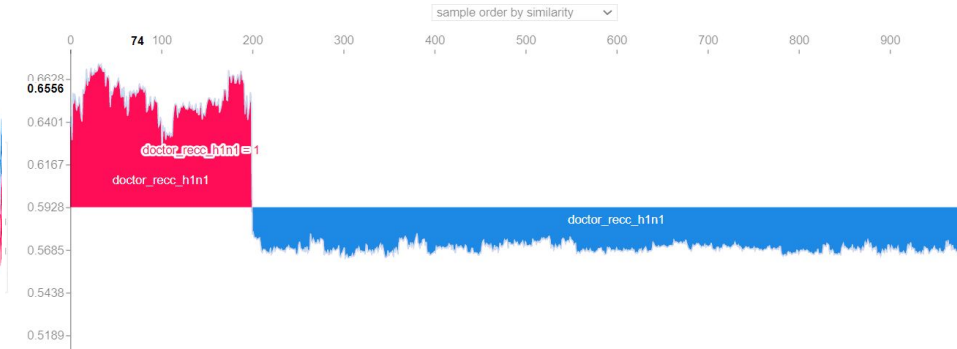 sample order by similarity
0 74 100 200 300 400 500 600 700 800 900
0.6628
0.6556
0.6401
doctor_recc_h1n1 = 1
0.6167
doctor_recc_h1n1
0.5928
doctor_recc_h1n1
0.5685
0.5438
0.5189